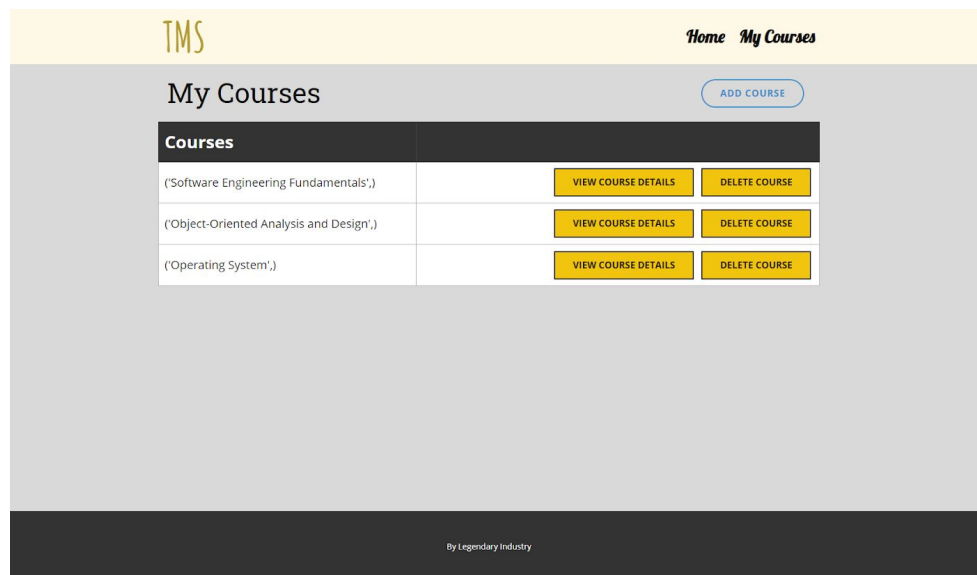 TMS
Home My Courses
My Courses
ADD COURSE
Courses
('Software Engineering Fundamentals',)
VIEW COURSE DETAILS
DELETE COURSE
('Object-Oriented Analysis and Design',)
VIEW COURSE DETAILS
DELETE COURSE
('Operating System',)
VIEW COURSE DETAILS
DELETE COURSE
By Legendary Industry